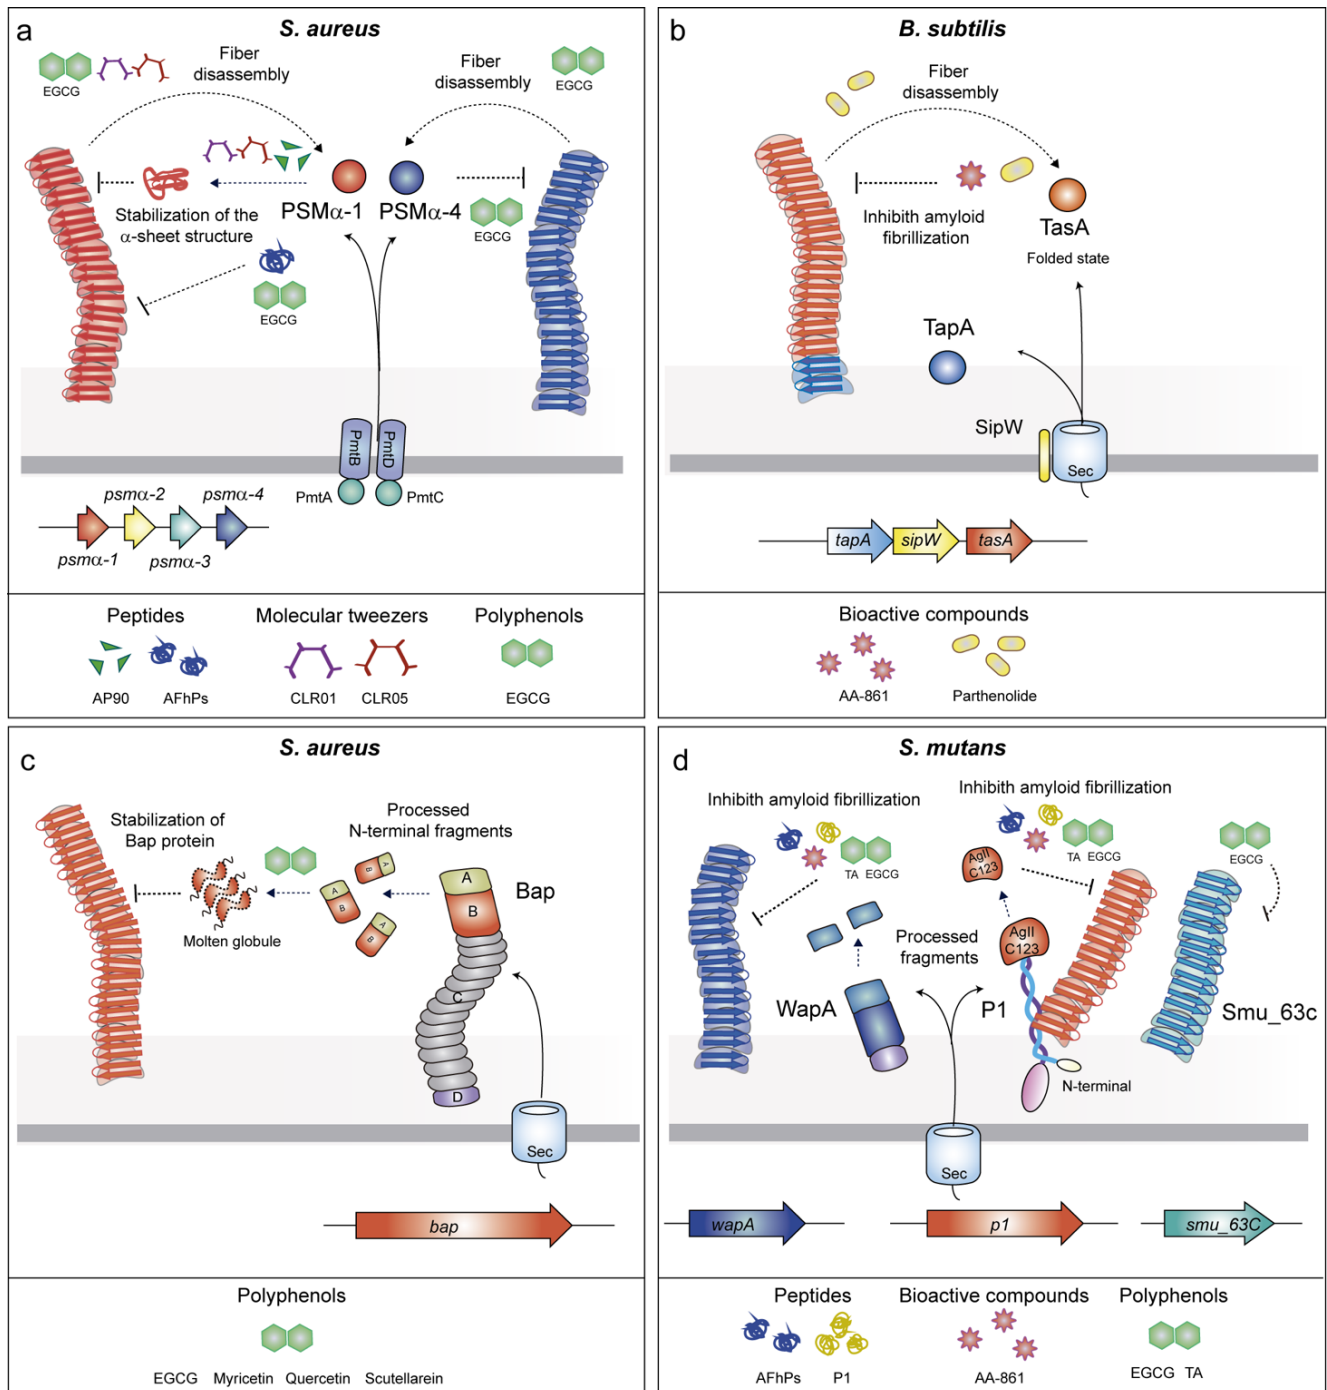 a
S. aureus
EGCG
Fiber
disassembly
Fiber
disassembly
EGCG
Stabilization of the
α-sheet structure
PSMα-1
PSMα-4
EGCG
EGCG
PmtB
PmtD
PmtA
PmtC
psmα-2
psmα-4
psmα-1
psmα-3
Peptides
Molecular tweezers
Polyphenols
AP90
AFhPs
CLR01
CLR05
EGCG
b
B. subtilis
Fiber
disassembly
Inhibith amyloid
fibrillization
TasA
Folded state
TapA
SipW
Sec
tapA
sipW
tasA
Bioactive compounds
AA-861
Parthenolide
c
S. aureus
Stabilization of
Bap protein
Processed
N-terminal fragments
Molten globule
A
B
A
B
A
B
A
B
C
D
Bap
Sec
bap
Polyphenols
EGCG Myricetin Quercetin Scutellarein
d
S. mutans
Inhibith amyloid fibrillization
Inhibith amyloid fibrillization
TA EGCG
TA EGCG
EGCG
AgII
C123
AgII
C123
Processed
fragments
WapA
P1
Smu_63c
N-terminal
Sec
wapA
p1
smu_63C
Peptides
Bioactive compounds
Polyphenols
AFhPs
P1
AA-861
EGCG TA